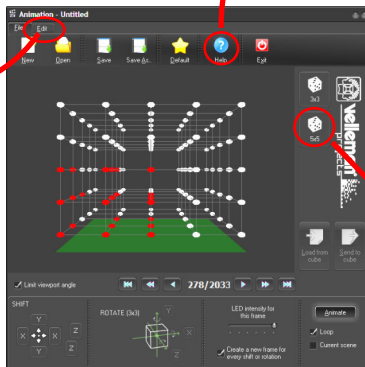 Animation - Untitled
File Edit
New Open Save Save As.. Default Help Exit
3x3
5x5
velleman
projects
Load from
cube
Send to
cube
Limit viewport angle
278/2033
SHIFT
Y
X X
Y
Z
Z
ROTATE (3x3)
Y
X
Z
LED intensity for
this frame
Create a new frame for
every shift or rotation
Animate
Loop
Current scene